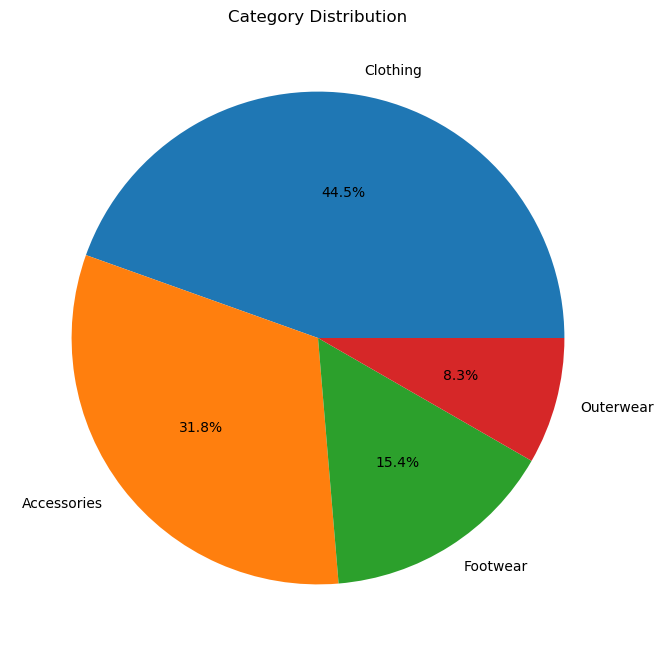 Category Distribution
Clothing
44.5%
31.8%
Accessories
15.4%
Footwear
8.3%
Outerwear